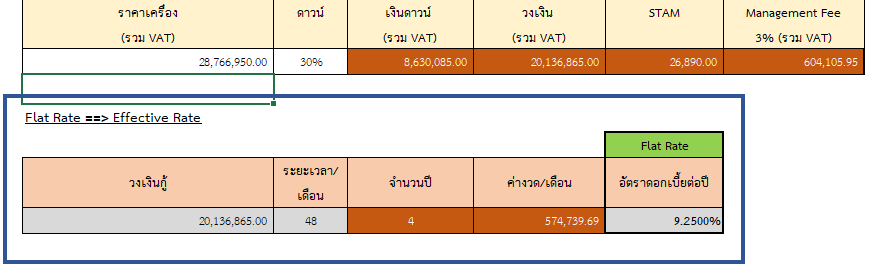 ราคาเครื่อง ดาวน์ เงินดาวน์ วงเงิน STAM Management Fee
(รวม VAT) (รวม VAT) (รวม VAT) 3% (รวม VAT)
28,766,950.00 30% 8,630,085.00 20,136,865.00 26,890.00 604,105.95
Flat Rate ==> Effective Rate
Flat Rate
วงเงินกู้ ระยะเวลา/ จำนวนปี ค่างวด/เดือน อัตราดอกเบี้ยต่อปี
เดือน
20,136,865.00 48 4 574,739.69 9.2500%